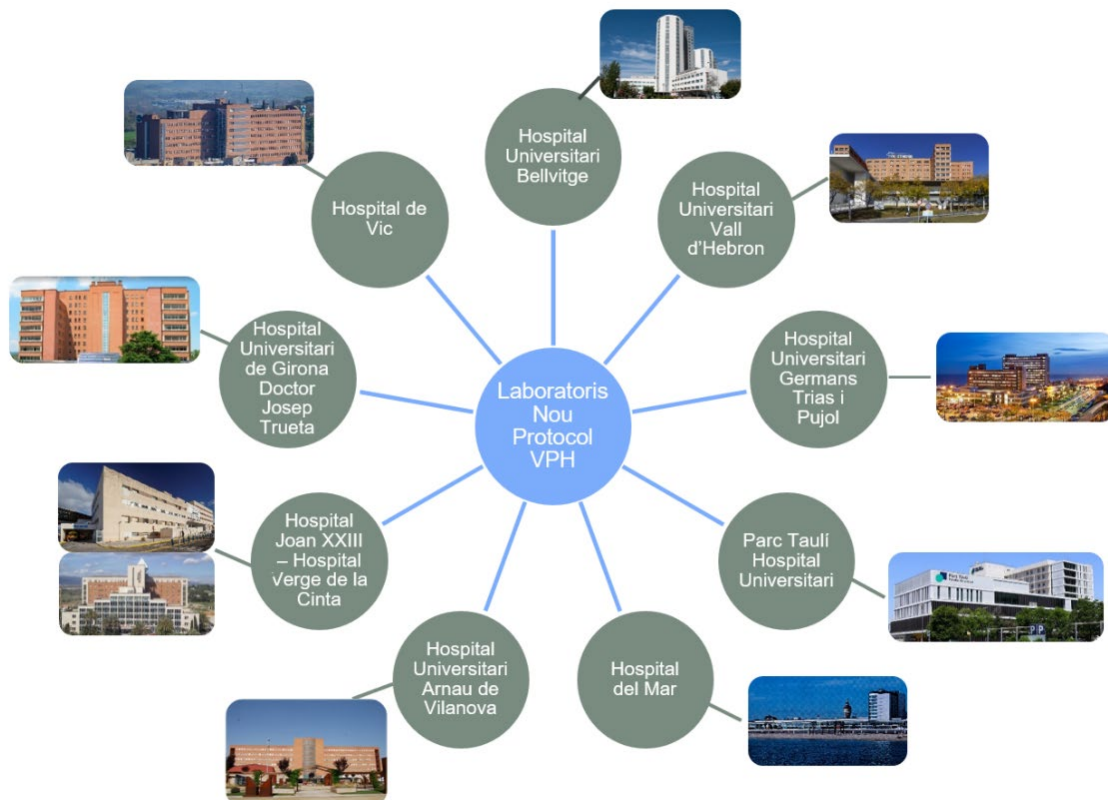 Hospital
Universitari
Bellvitge
Hospital
Universitari
Vall
d'Hebron
Hospital
Universitari
Germans
Trias i
Pujol
Parc Taulí
Hospital
Universitari
Hospital
del Mar
Hospital
Universitari
Arnau de
Vilanova
Hospital
Joan XXIII
– Hospital
Verge de la
Cinta
Hospital
Universitari
de Girona
Doctor
Josep
Trueta
Hospital de
Vic
Laboratoris
Nou
Protocol
VPH
Parc Taulí
P P